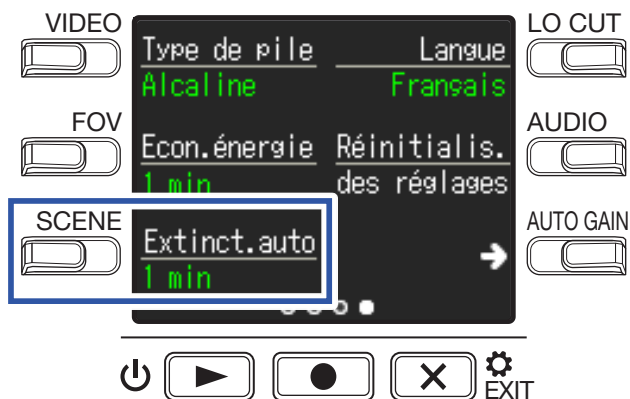 VIDEO
LO CUT
Type de pile
Langue
Alcaline
Français
FOV
AUDIO
Econ.énergie
Réinitialis.
1 min
des réglages
SCENE
AUTO GAIN
Extinct.auto
1 min
EXIT